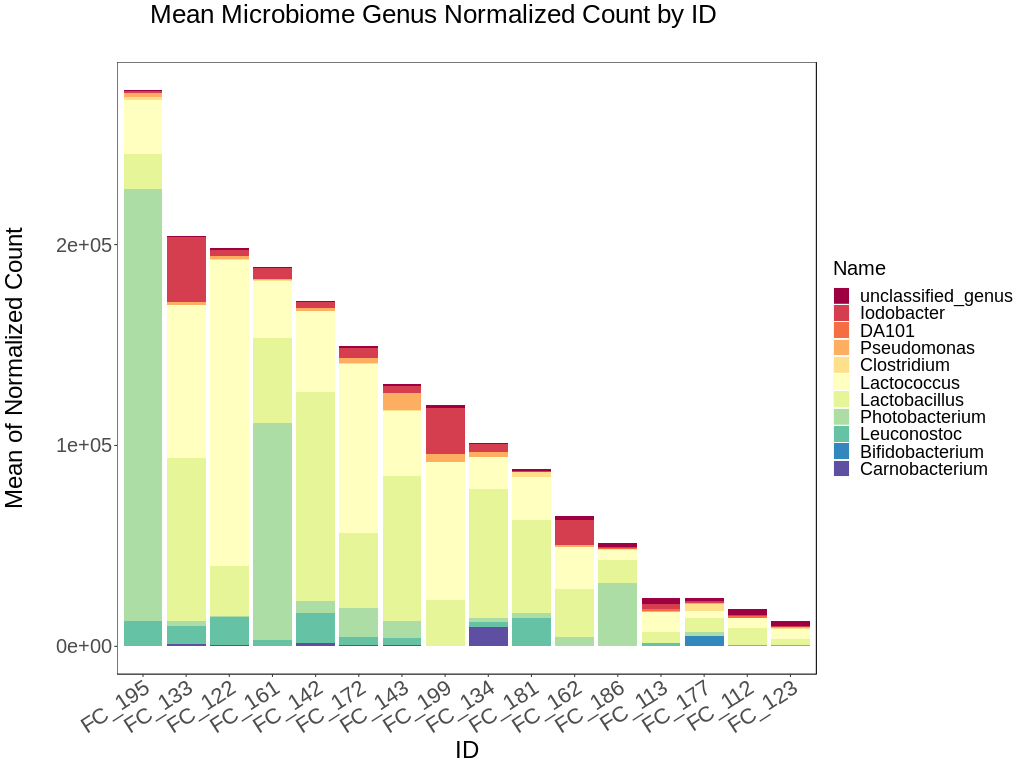 Mean Microbiome Genus Normalized Count by ID
Mean of Normalized Count
2e+05
1e+05
0e+00
FC_195
FC_133
FC_122
FC_161
FC_142
FC_172
FC_143
FC_199
FC_134
FC_181
FC_162
FC_186
FC_113
FC_177
FC_112
FC_123
ID
Name
unclassified_genus
Iodobacter
DA101
Pseudomonas
Clostridium
Lactococcus
Lactobacillus
Photobacterium
Leuconostoc
Bifidobacterium
Carnobacterium